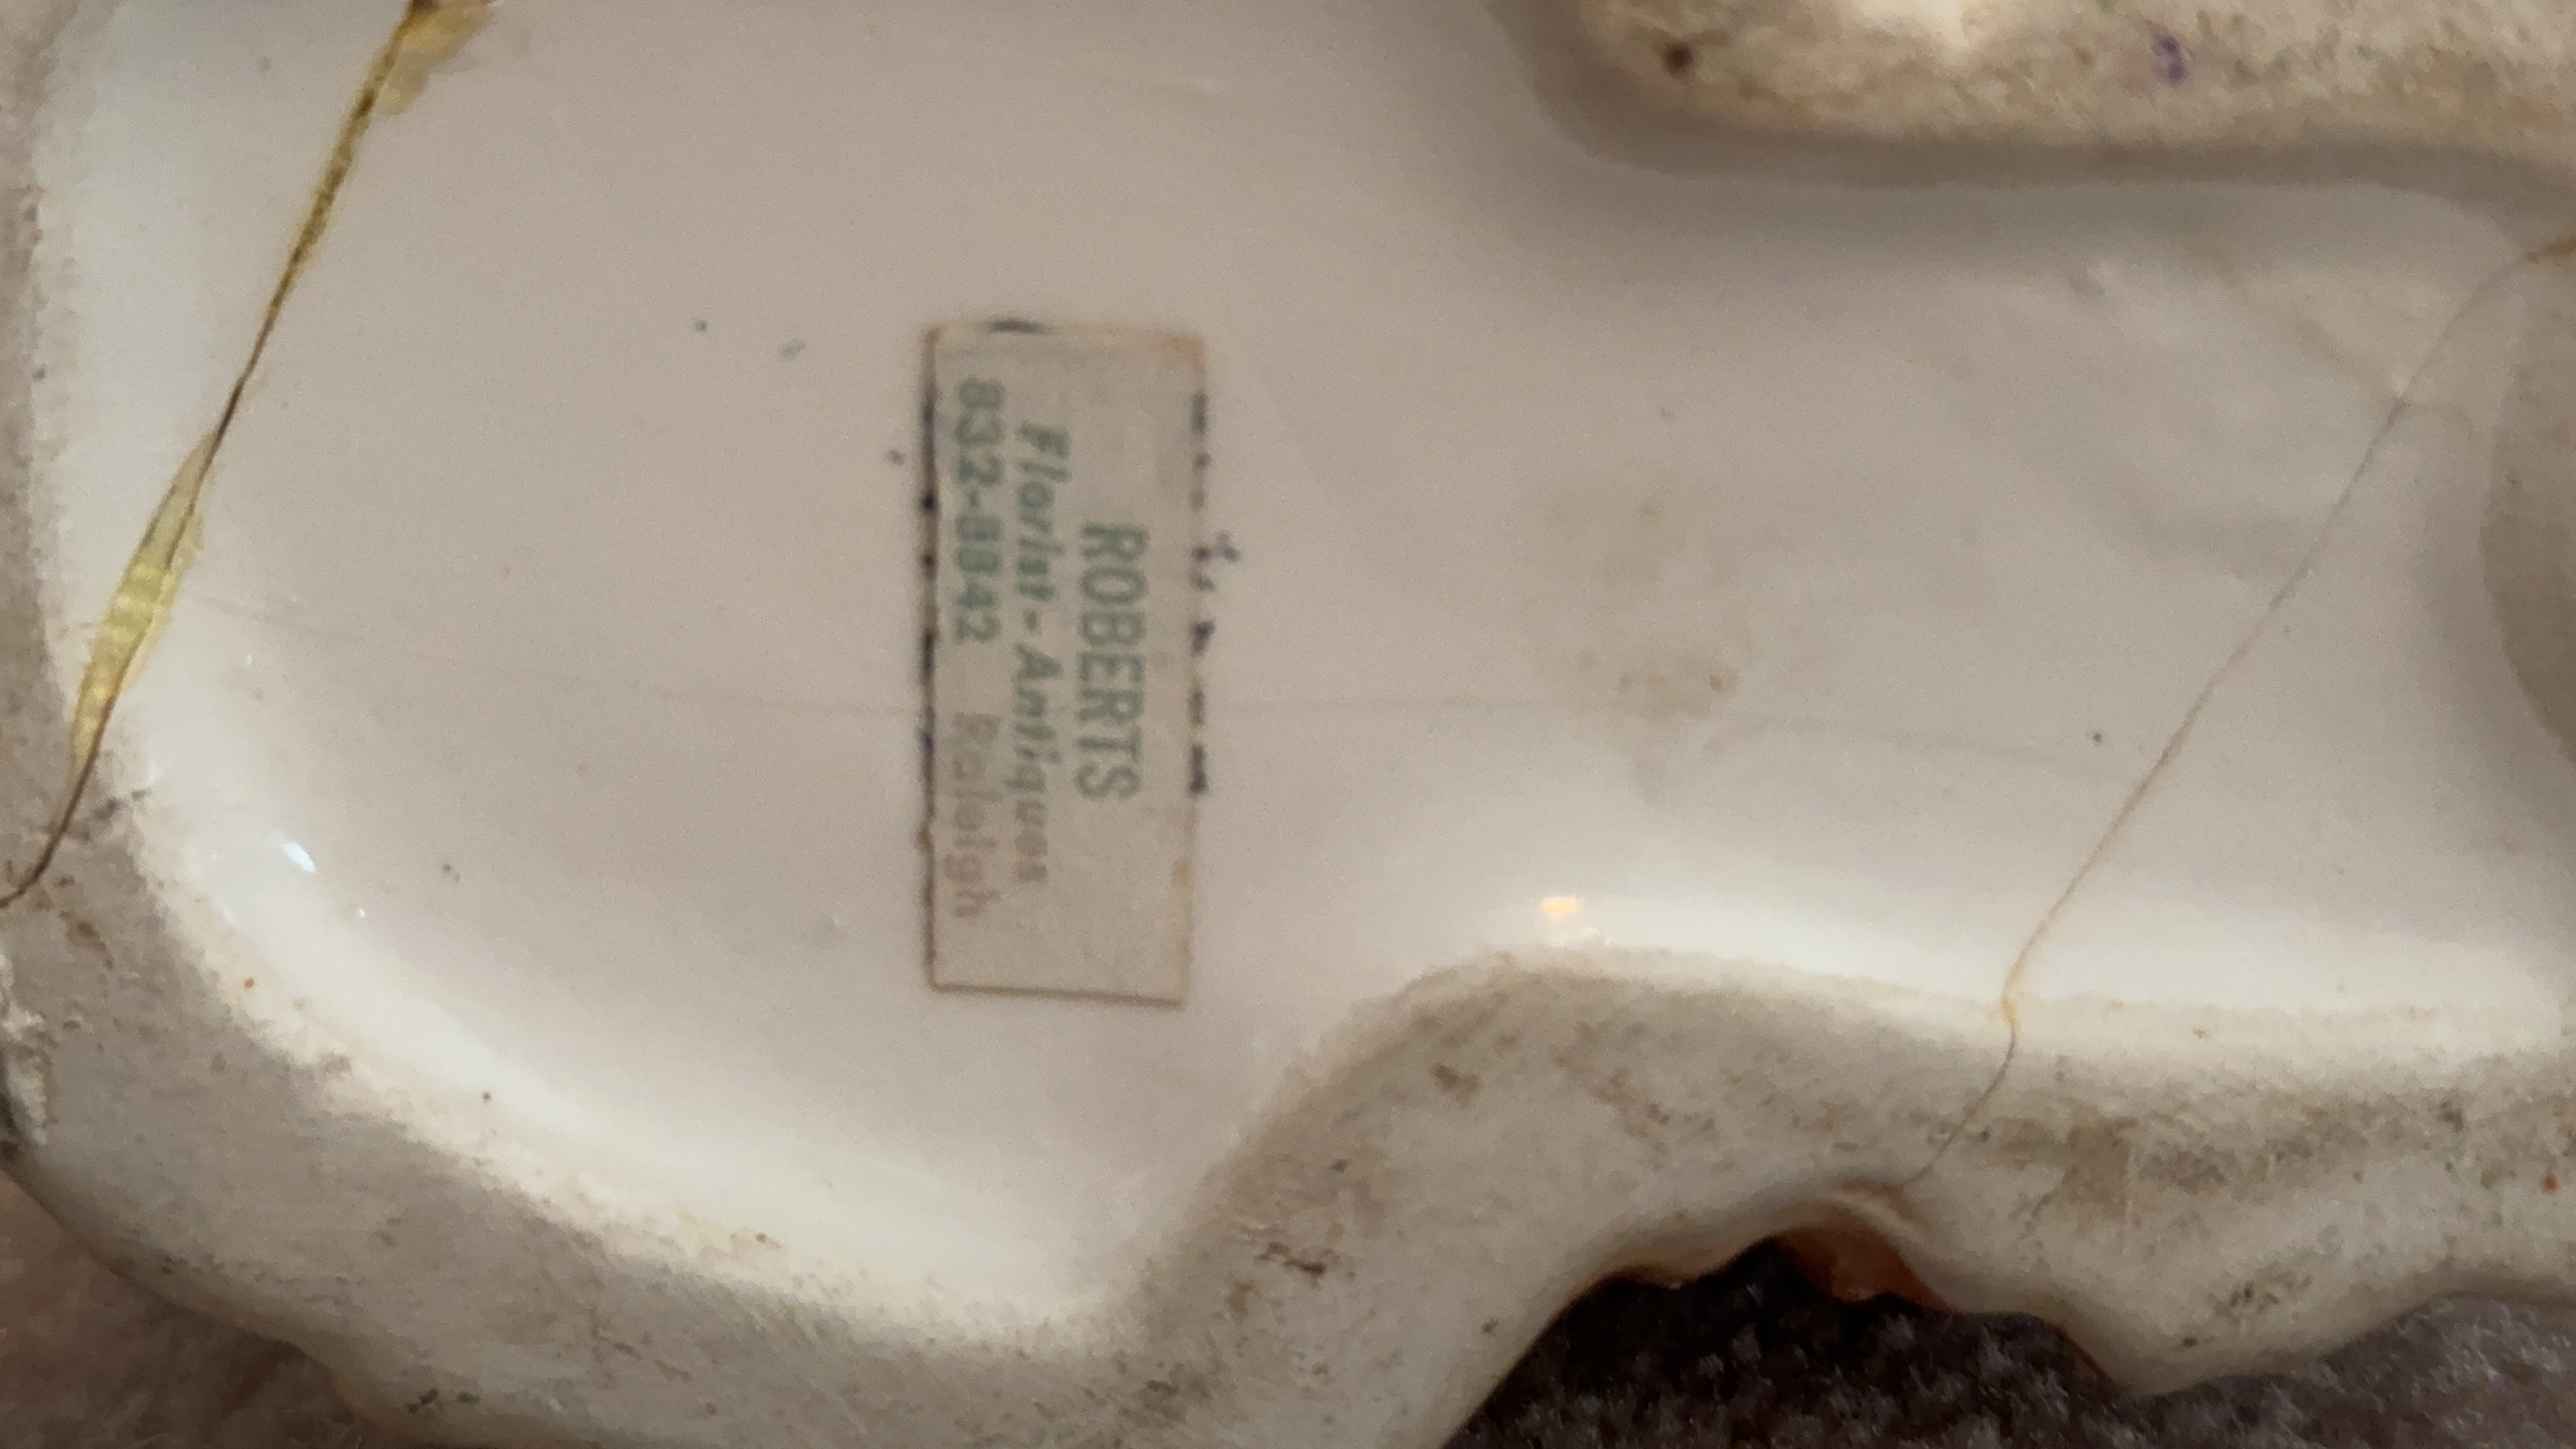 ROBERTS
Florist - Antiques
832-8842 Raleigh